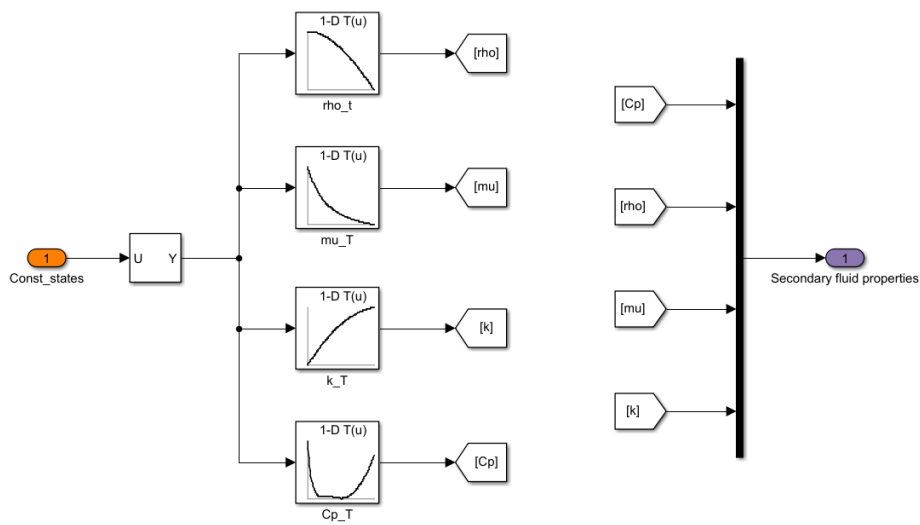 1-D T(u)
[rho]
rho_t
[Cp]
1-D T(u)
[mu]
mu_T
[rho]
1
Const_states
U Y
1
Secondary fluid properties
1-D T(u)
[k]
k_T
[mu]
1-D T(u)
[Cp]
Cp_T
[k]